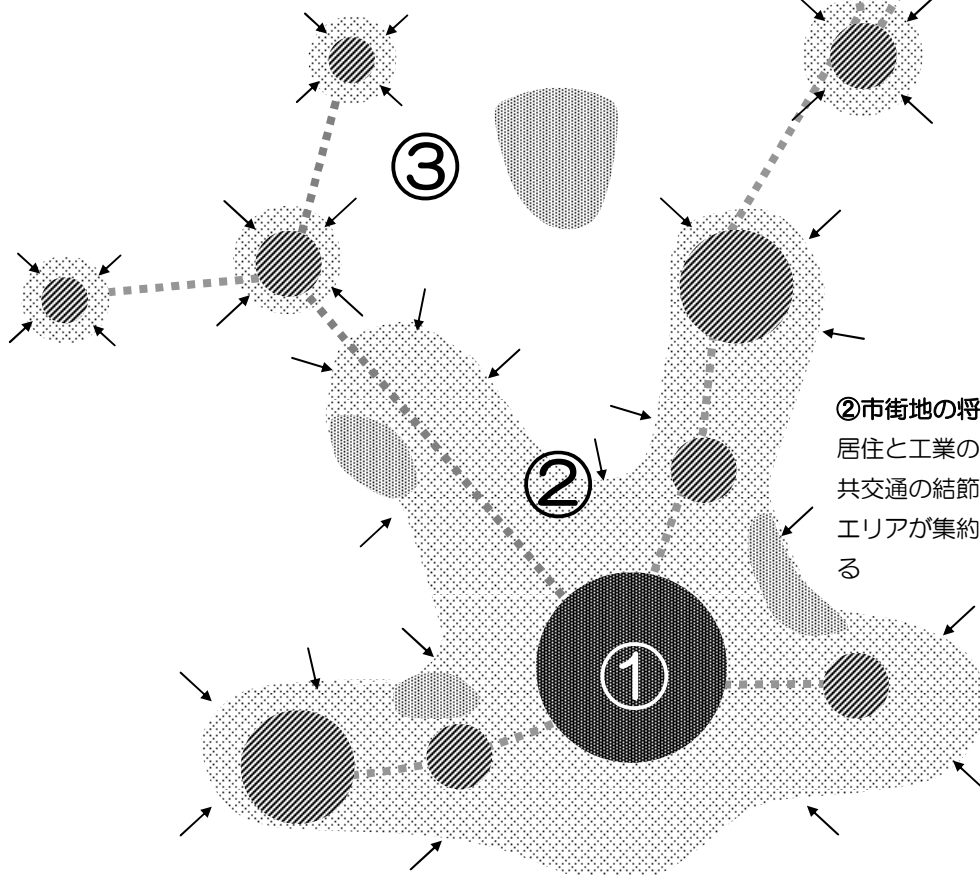 ③
②市街地の将
居住と工業の
共交通の結節
エリアが集約
る
②
①